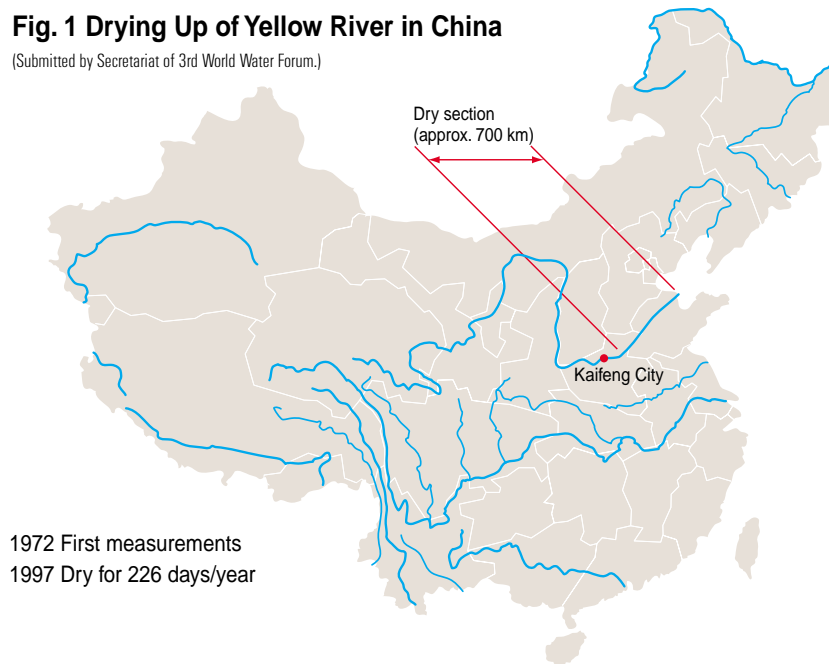 Fig. 1 Drying Up of Yellow River in China
(Submitted by Secretariat of 3rd World Water Forum.)
Dry section
(approx. 700 km)
Kaifeng City
1972 First measurements
1997 Dry for 226 days/year